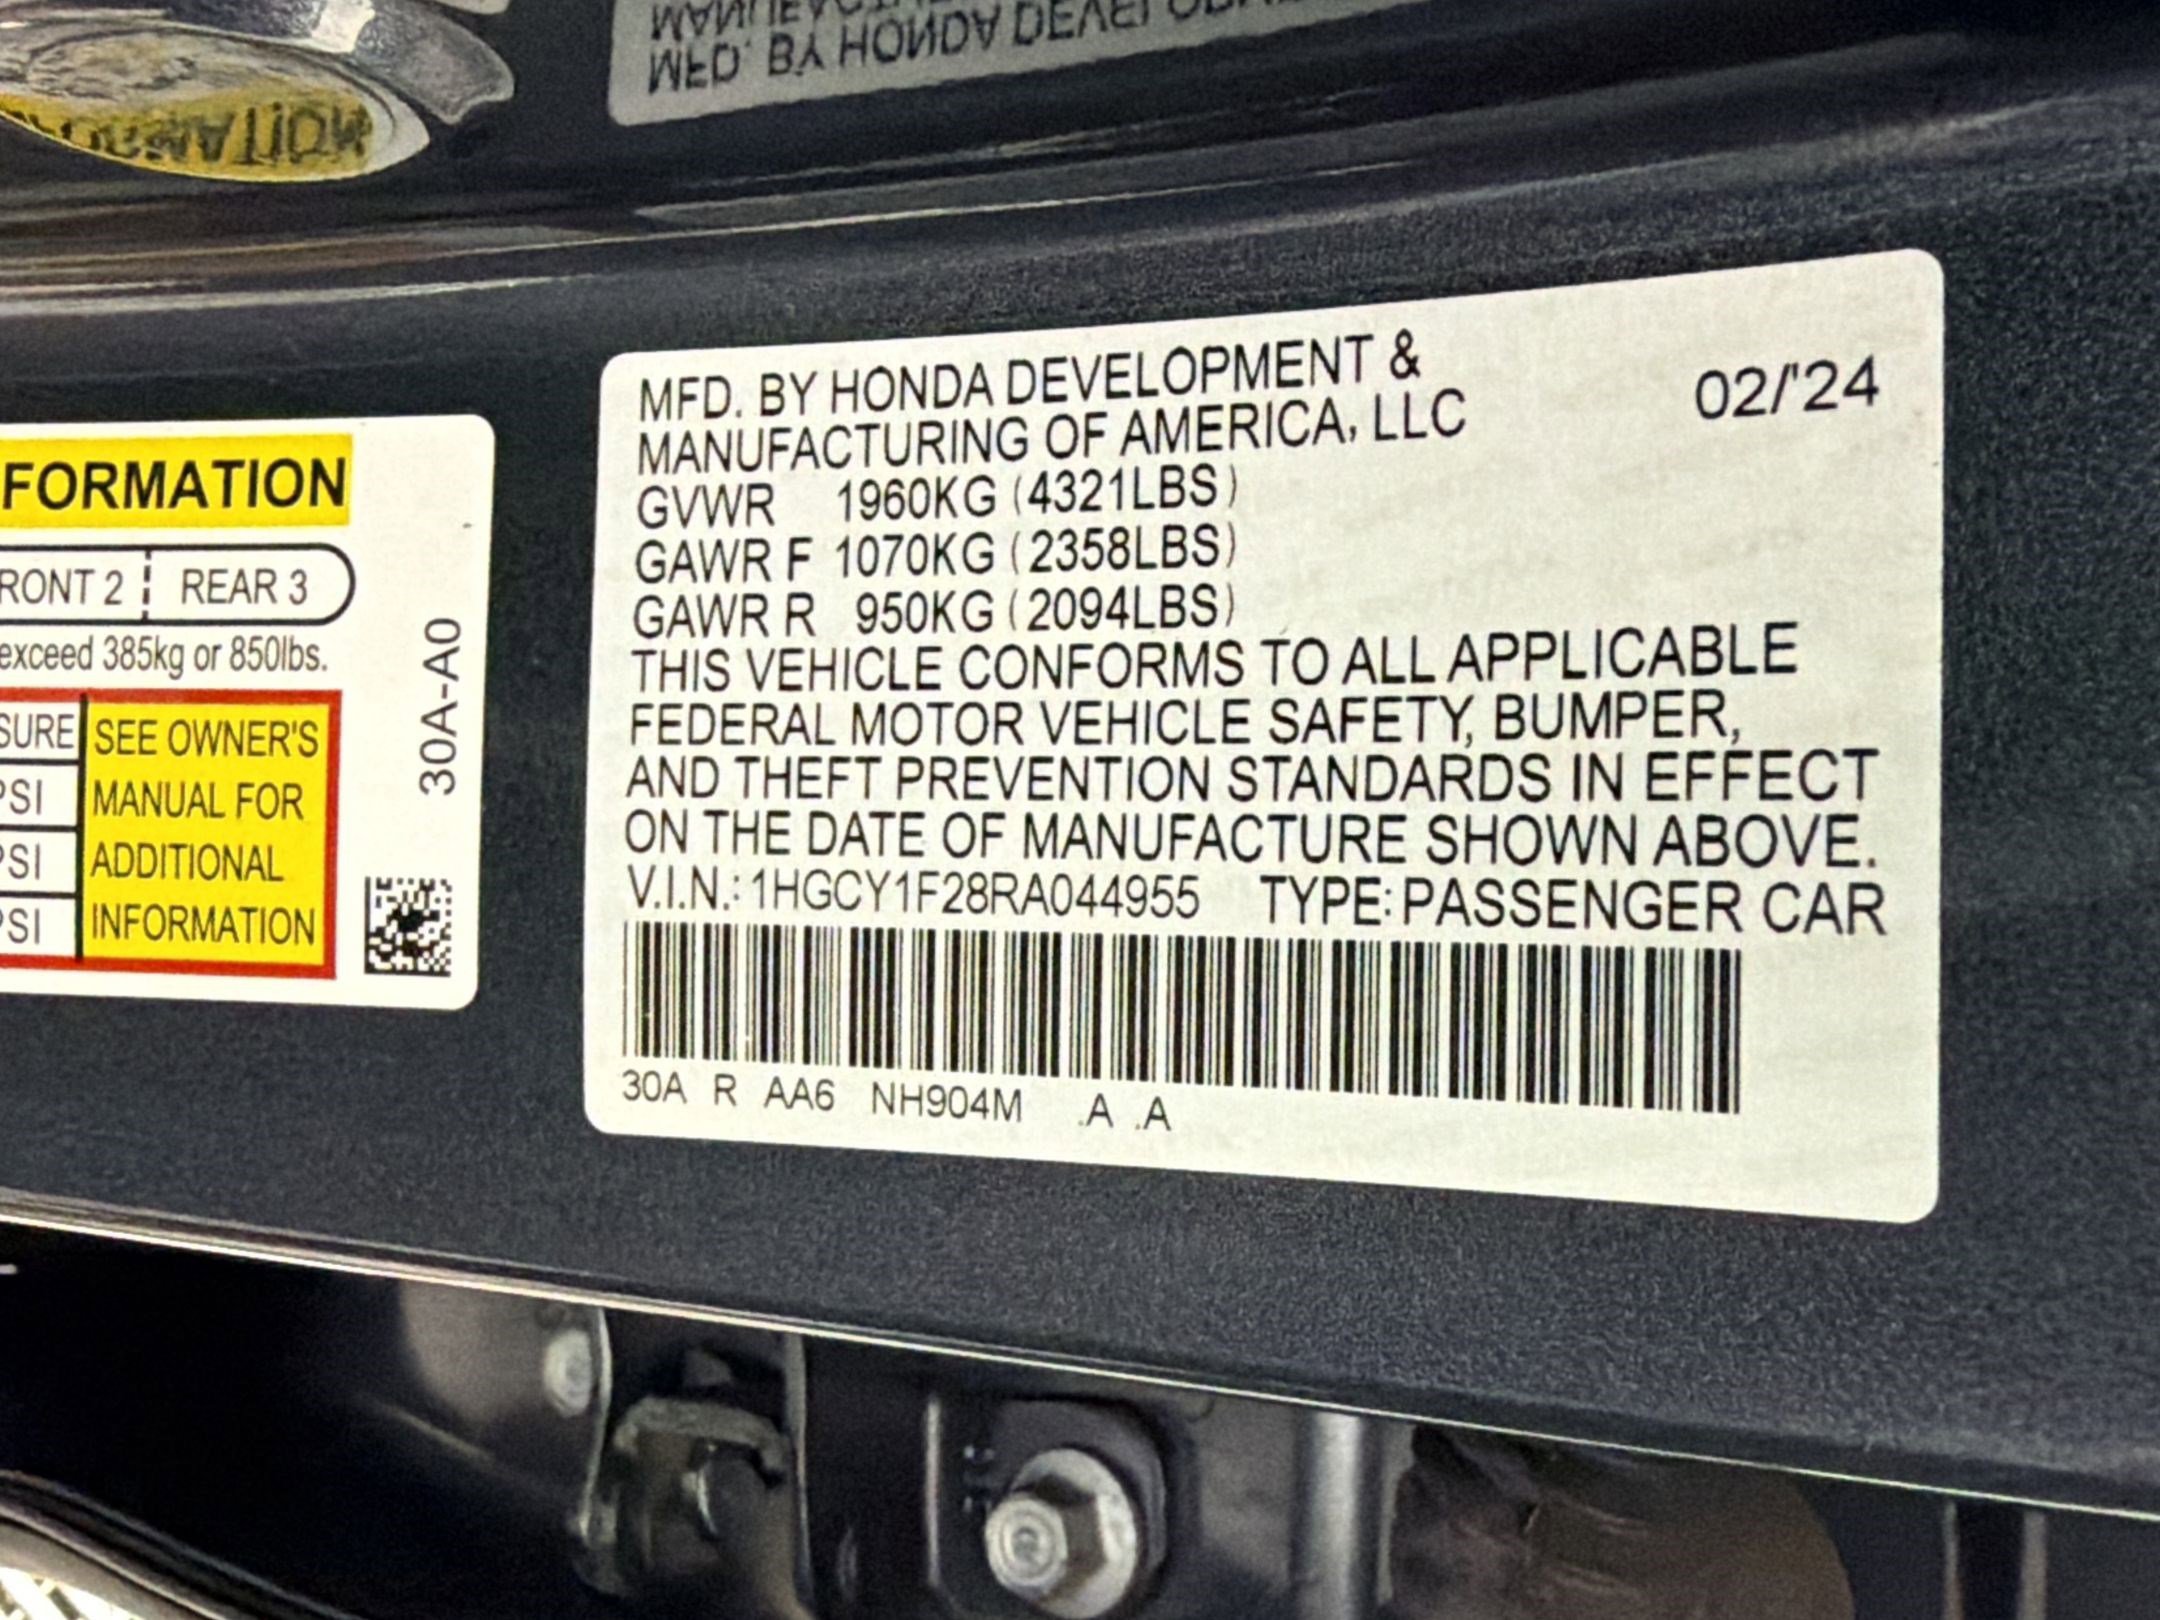 MFD. BY HONDA
MANUFACT
MATION
FORMATION
RONT 2 REAR 3
exceed 385kg or 850lbs.
SURE SEE OWNER'S
PSI MANUAL FOR
PSI ADDITIONAL
PSI INFORMATION
30A-A0
MFD. BY HONDA DEVELOPMENT & 02/'24
MANUFACTURING OF AMERICA, LLC
GVWR 1960KG (4321LBS)
GAWR F 1070KG (2358LBS)
GAWR R 950KG (2094LBS)
THIS VEHICLE CONFORMS TO ALL APPLICABLE
FEDERAL MOTOR VEHICLE SAFETY, BUMPER,
AND THEFT PREVENTION STANDARDS IN EFFECT
ON THE DATE OF MANUFACTURE SHOWN ABOVE.
V.I.N.: 1HGCY1F28RA044955 TYPE: PASSENGER CAR
30A R AA6 NH904M .A .A